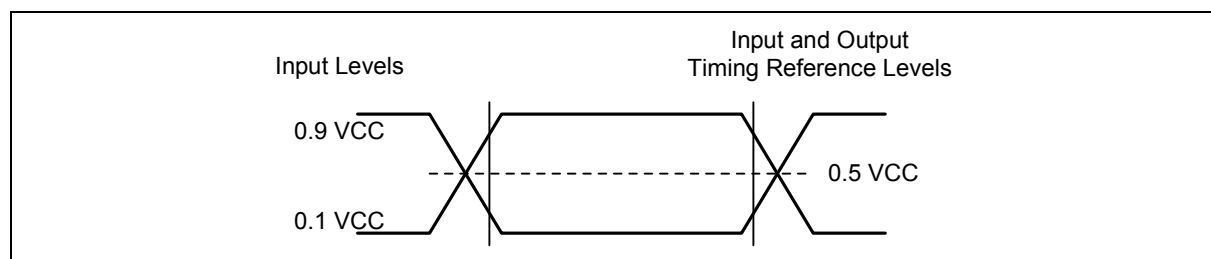 Input Levels
Input and Output
Timing Reference Levels
0.9 VCC
0.5 VCC
0.1 VCC